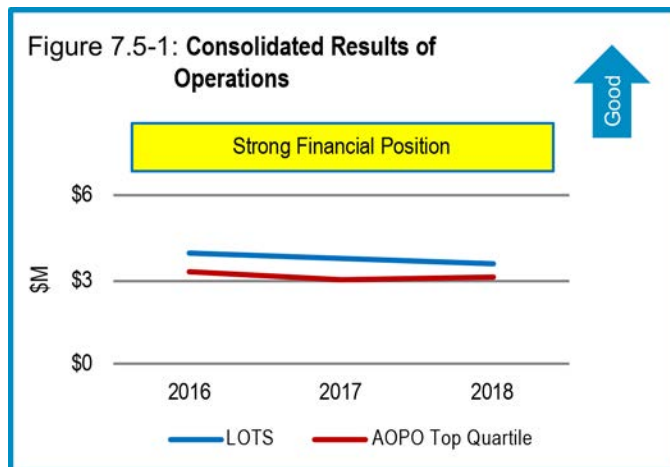 Figure 7.5-1: Consolidated Results of
Operations
Good
Strong Financial Position
$6
$M
$3
$0
2016 2017 2018
LOTS AOPO Top Quartile